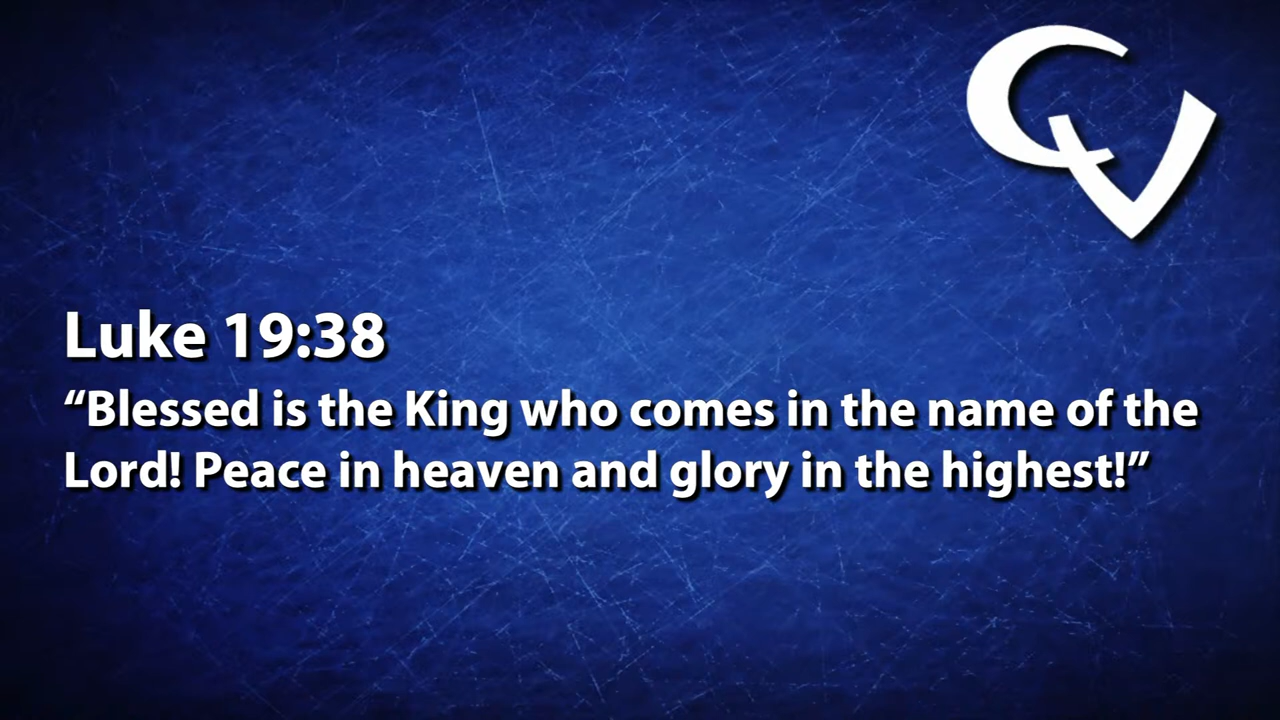 CV
Luke 19:38
“Blessed is the King who comes in the name of the
Lord! Peace in heaven and glory in the highest!”